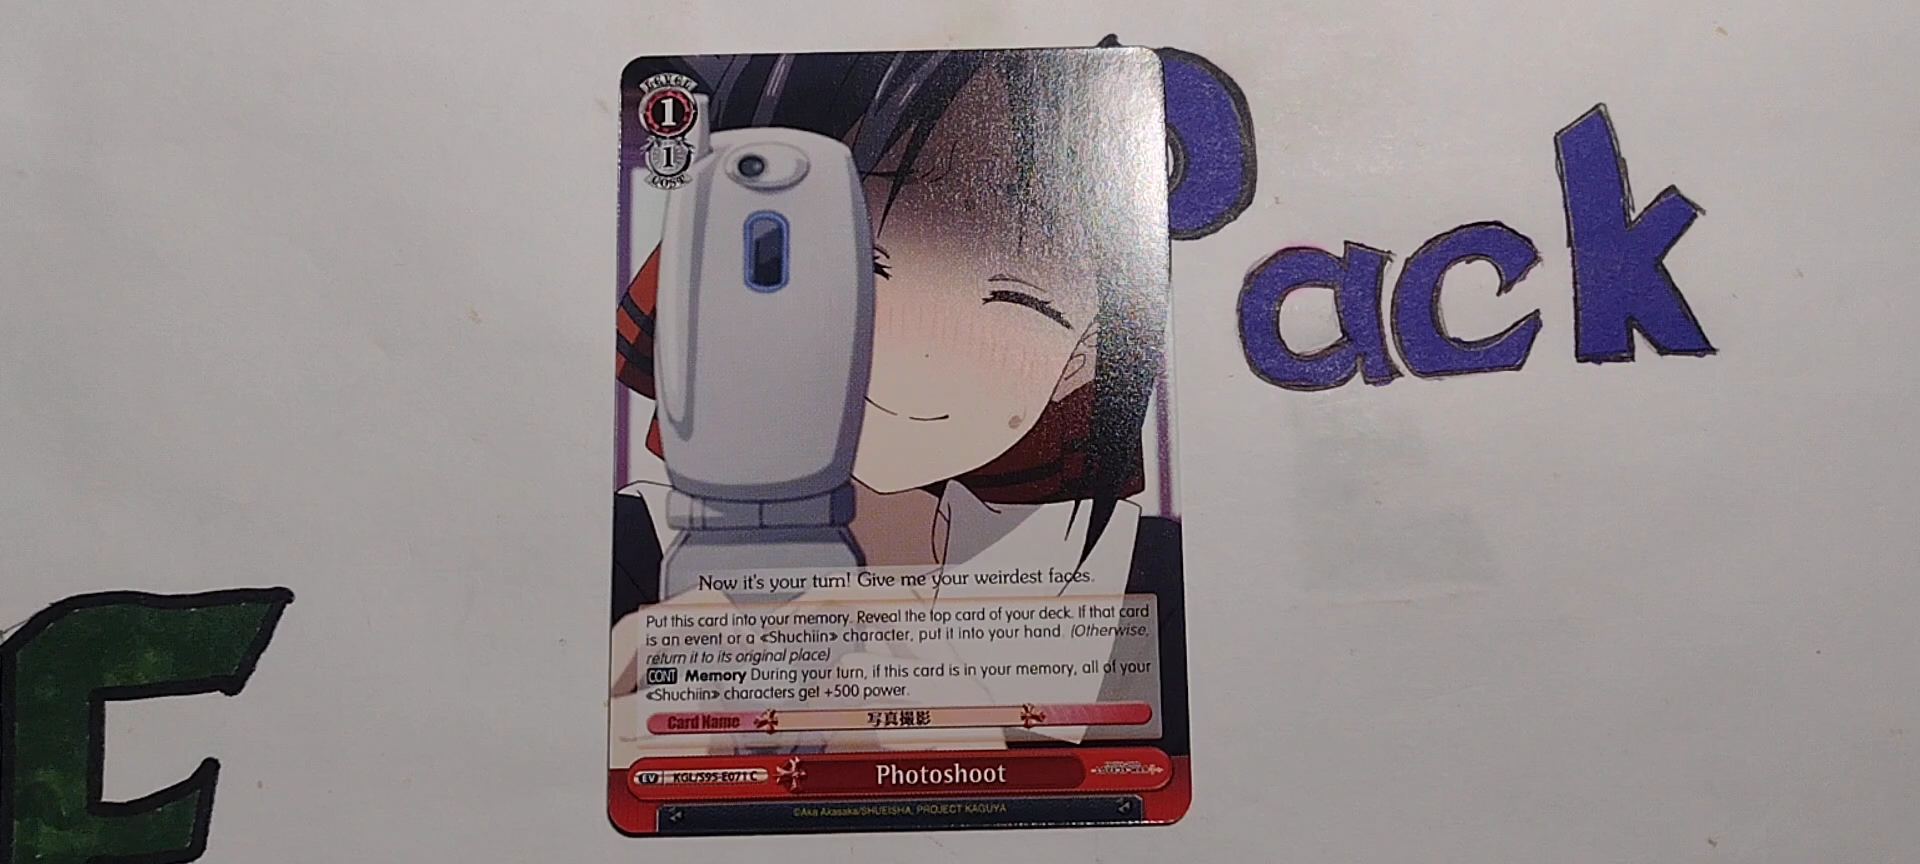 Pack
LEVEL
1
1
COST
Now it's your turn! Give me your weirdest faces.
Put this card into your memory. Reveal the top card of your deck. If that card
is an event or a «Shuchiin» character, put it into your hand. (Otherwise,
return it to its original place)
CONT Memory During your turn, if this card is in your memory, all of your
«Shuchiin» characters get +500 power.
Card Name 写真撮影
EV KGL/S95-E071 C Photoshoot
©Aka Akasaka/SHUEISHA, PROJECT KAGUYA